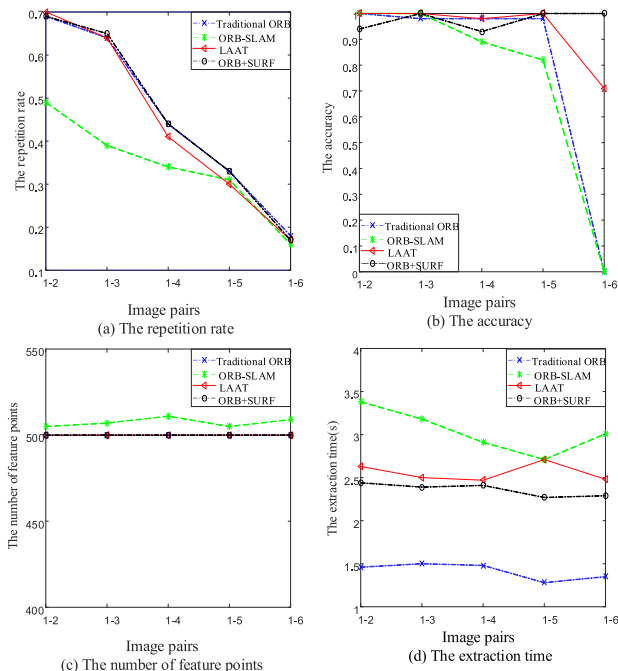 0.7
0.6
0.5
0.4
0.3
0.2
0.1
The repetition rate
Traditional ORB
ORB-SLAM
LAAT
ORB+SURF
1-2 1-3 1-4 1-5 1-6
Image pairs
(a) The repetition rate
1
0.9
0.8
0.7
0.6
0.5
0.4
0.3
0.2
0.1
0
The accuracy
Traditional ORB
ORB-SLAM
LAAT
ORB+SURF
1-2 1-3 1-4 1-5 1-6
Image pairs
(b) The accuracy
550
500
450
400
The number of feature points
Traditional ORB
ORB-SLAM
LAAT
ORB+SURF
1-2 1-3 1-4 1-5 1-6
Image pairs
(c) The number of feature points
4
3.5
3
2.5
2
1.5
1
The extraction time(s)
Traditional ORB
ORB-SLAM
LAAT
ORB+SURF
1-2 1-3 1-4 1-5 1-6
Image pairs
(d) The extraction time